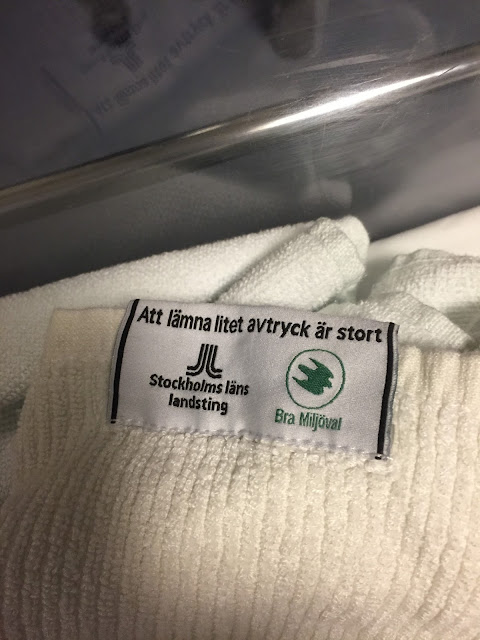 Att lämna litet avtryck är stort
Stockholms läns
landsting
Bra Miljöval